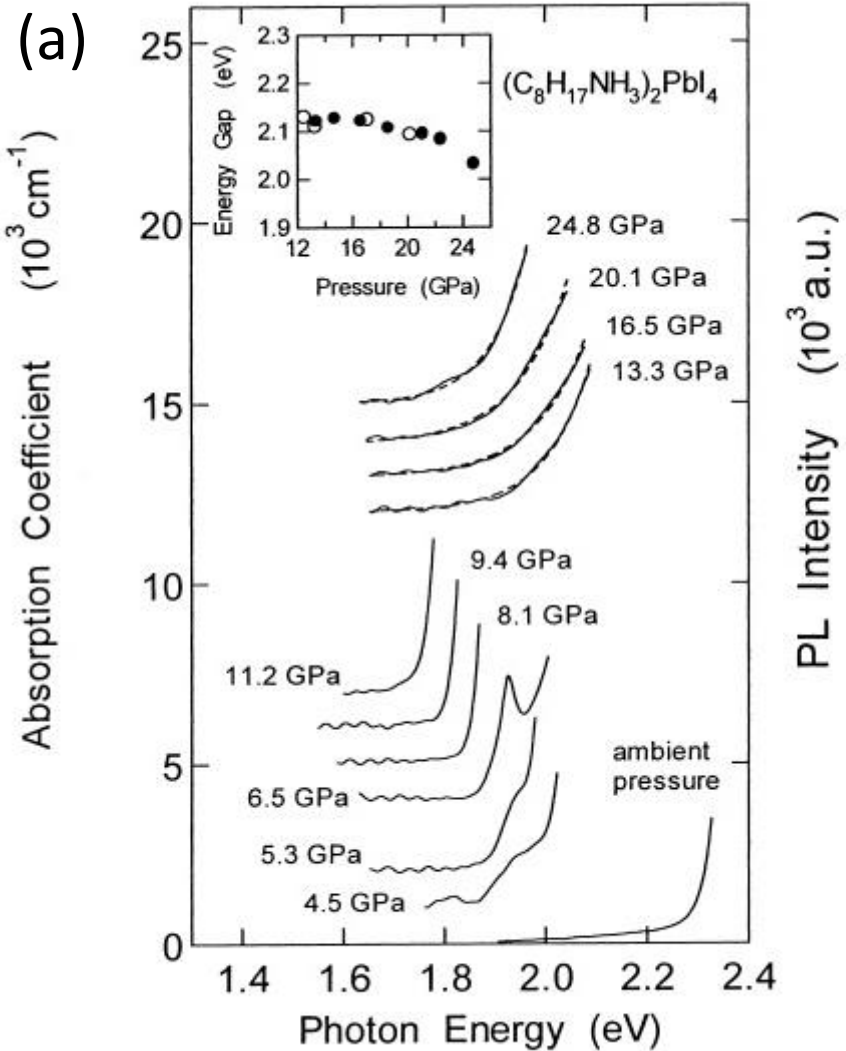 (a)
25
20
15
10
5
0
Absorption Coefficient (10³ cm⁻¹)
2.3
2.2
2.1
2.0
1.9
Energy Gap (eV)
12 16 20 24
Pressure (GPa)
(C₈H₁₇NH₃)₂PbI₄
24.8 GPa
20.1 GPa
16.5 GPa
13.3 GPa
9.4 GPa
8.1 GPa
11.2 GPa
6.5 GPa
5.3 GPa
4.5 GPa
ambient
pressure
PL Intensity (10³ a.u.)
1.4 1.6 1.8 2.0 2.2 2.4
Photon Energy (eV)